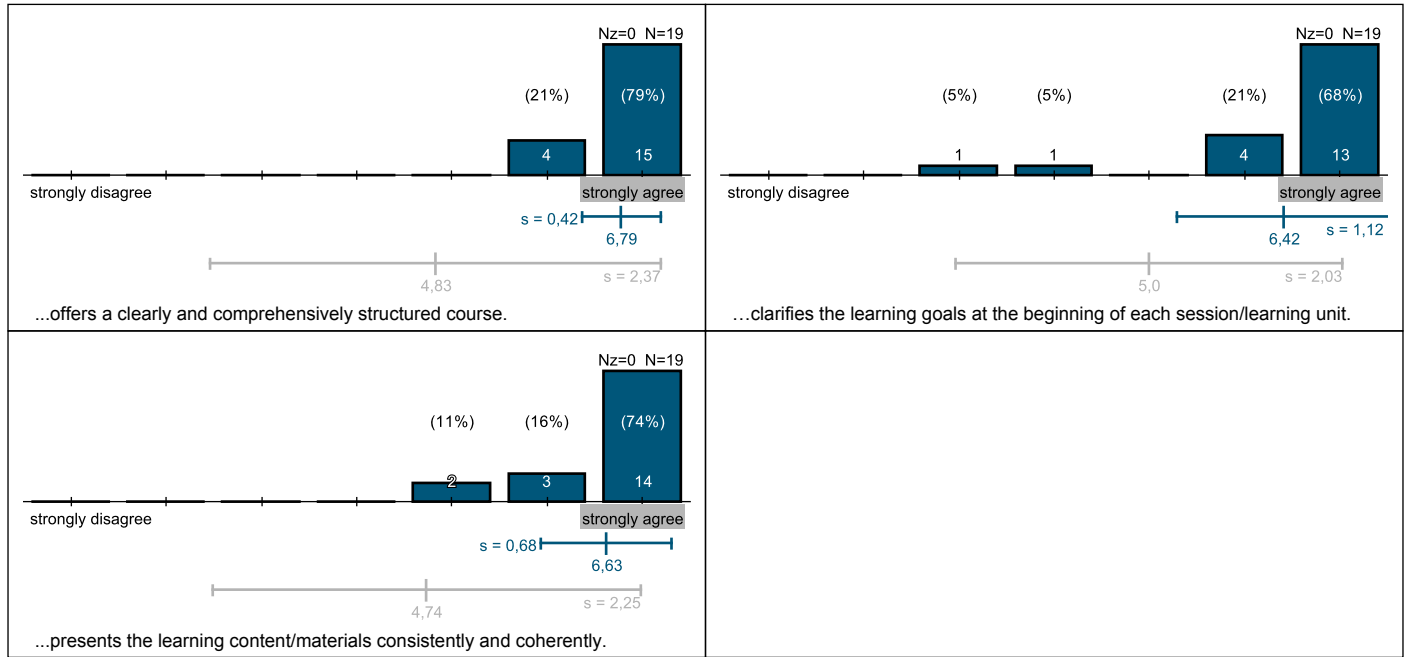 Nz=0 N=19
(21%) (79%)
4 15
strongly disagree strongly agree
s = 0,42
6,79
s = 2,37
4,83
...offers a clearly and comprehensively structured course.
Nz=0 N=19
(5%) (5%) (21%) (68%)
1 1 4 13
strongly disagree strongly agree
s = 1,12
6,42
s = 2,03
5,0
…clarifies the learning goals at the beginning of each session/learning unit.
Nz=0 N=19
(11%) (16%) (74%)
2 3 14
strongly disagree strongly agree
s = 0,68
6,63
s = 2,25
4,74
...presents the learning content/materials consistently and coherently.